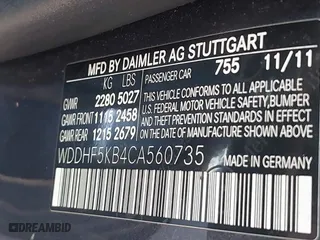 MFD BY DAIMLER AG STUTTGART
KG LBS PASSENGER CAR 755 11/11
GVWR 2280 5027
GAWR FRONT 1115 2458
GAWR REAR 1215 2679
THIS VEHICLE CONFORMS TO ALL APPLICABLE
U.S. FEDERAL MOTOR VEHICLE SAFETY, BUMPER
AND THEFT PREVENTION STANDARDS IN EFFECT
ON THE DATE OF MANUFACTURE SHOWN ABOVE.
WDDHF5KB4CA560735
MADE IN GERMANY
DREAMBID